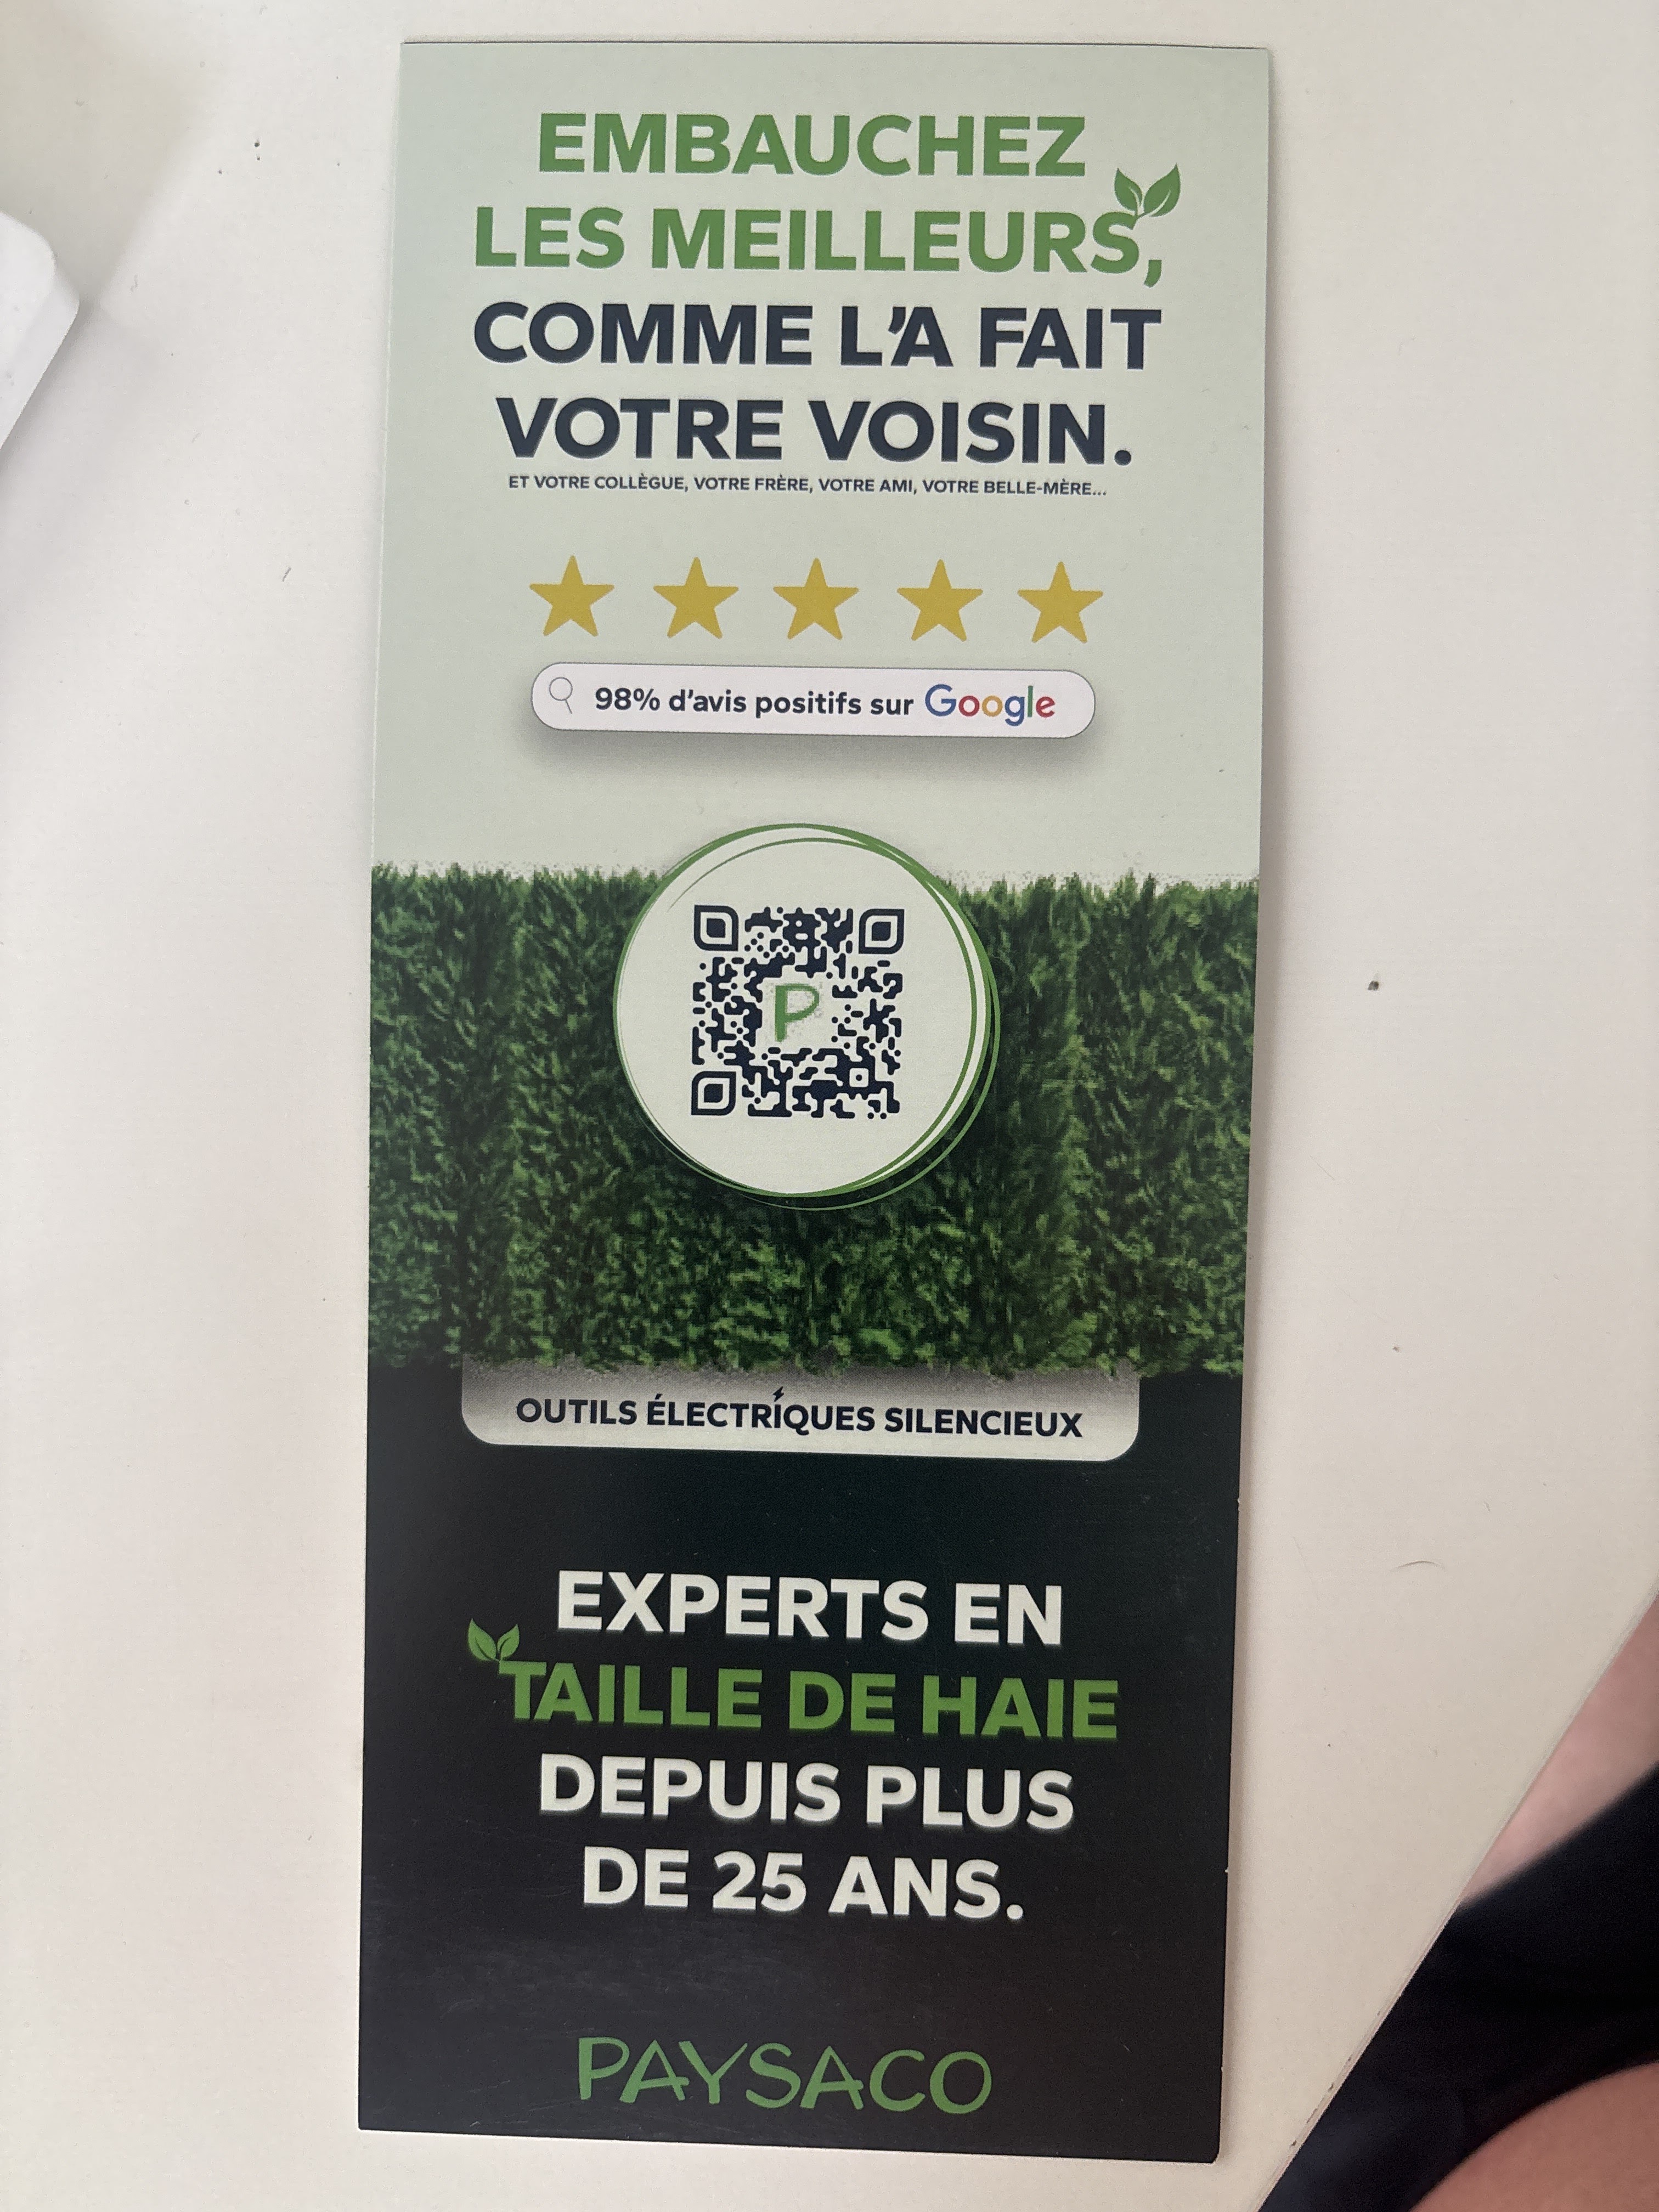 EMBAUCHEZ
LES MEILLEURS,
COMME L'A FAIT
VOTRE VOISIN.
ET VOTRE COLLÈGUE, VOTRE FRÈRE, VOTRE AMI, VOTRE BELLE-MÈRE...
98% d'avis positifs sur Google
P
OUTILS ÉLECTRIQUES SILENCIEUX
EXPERTS EN
TAILLE DE HAIE
DEPUIS PLUS
DE 25 ANS.
PAYSACO